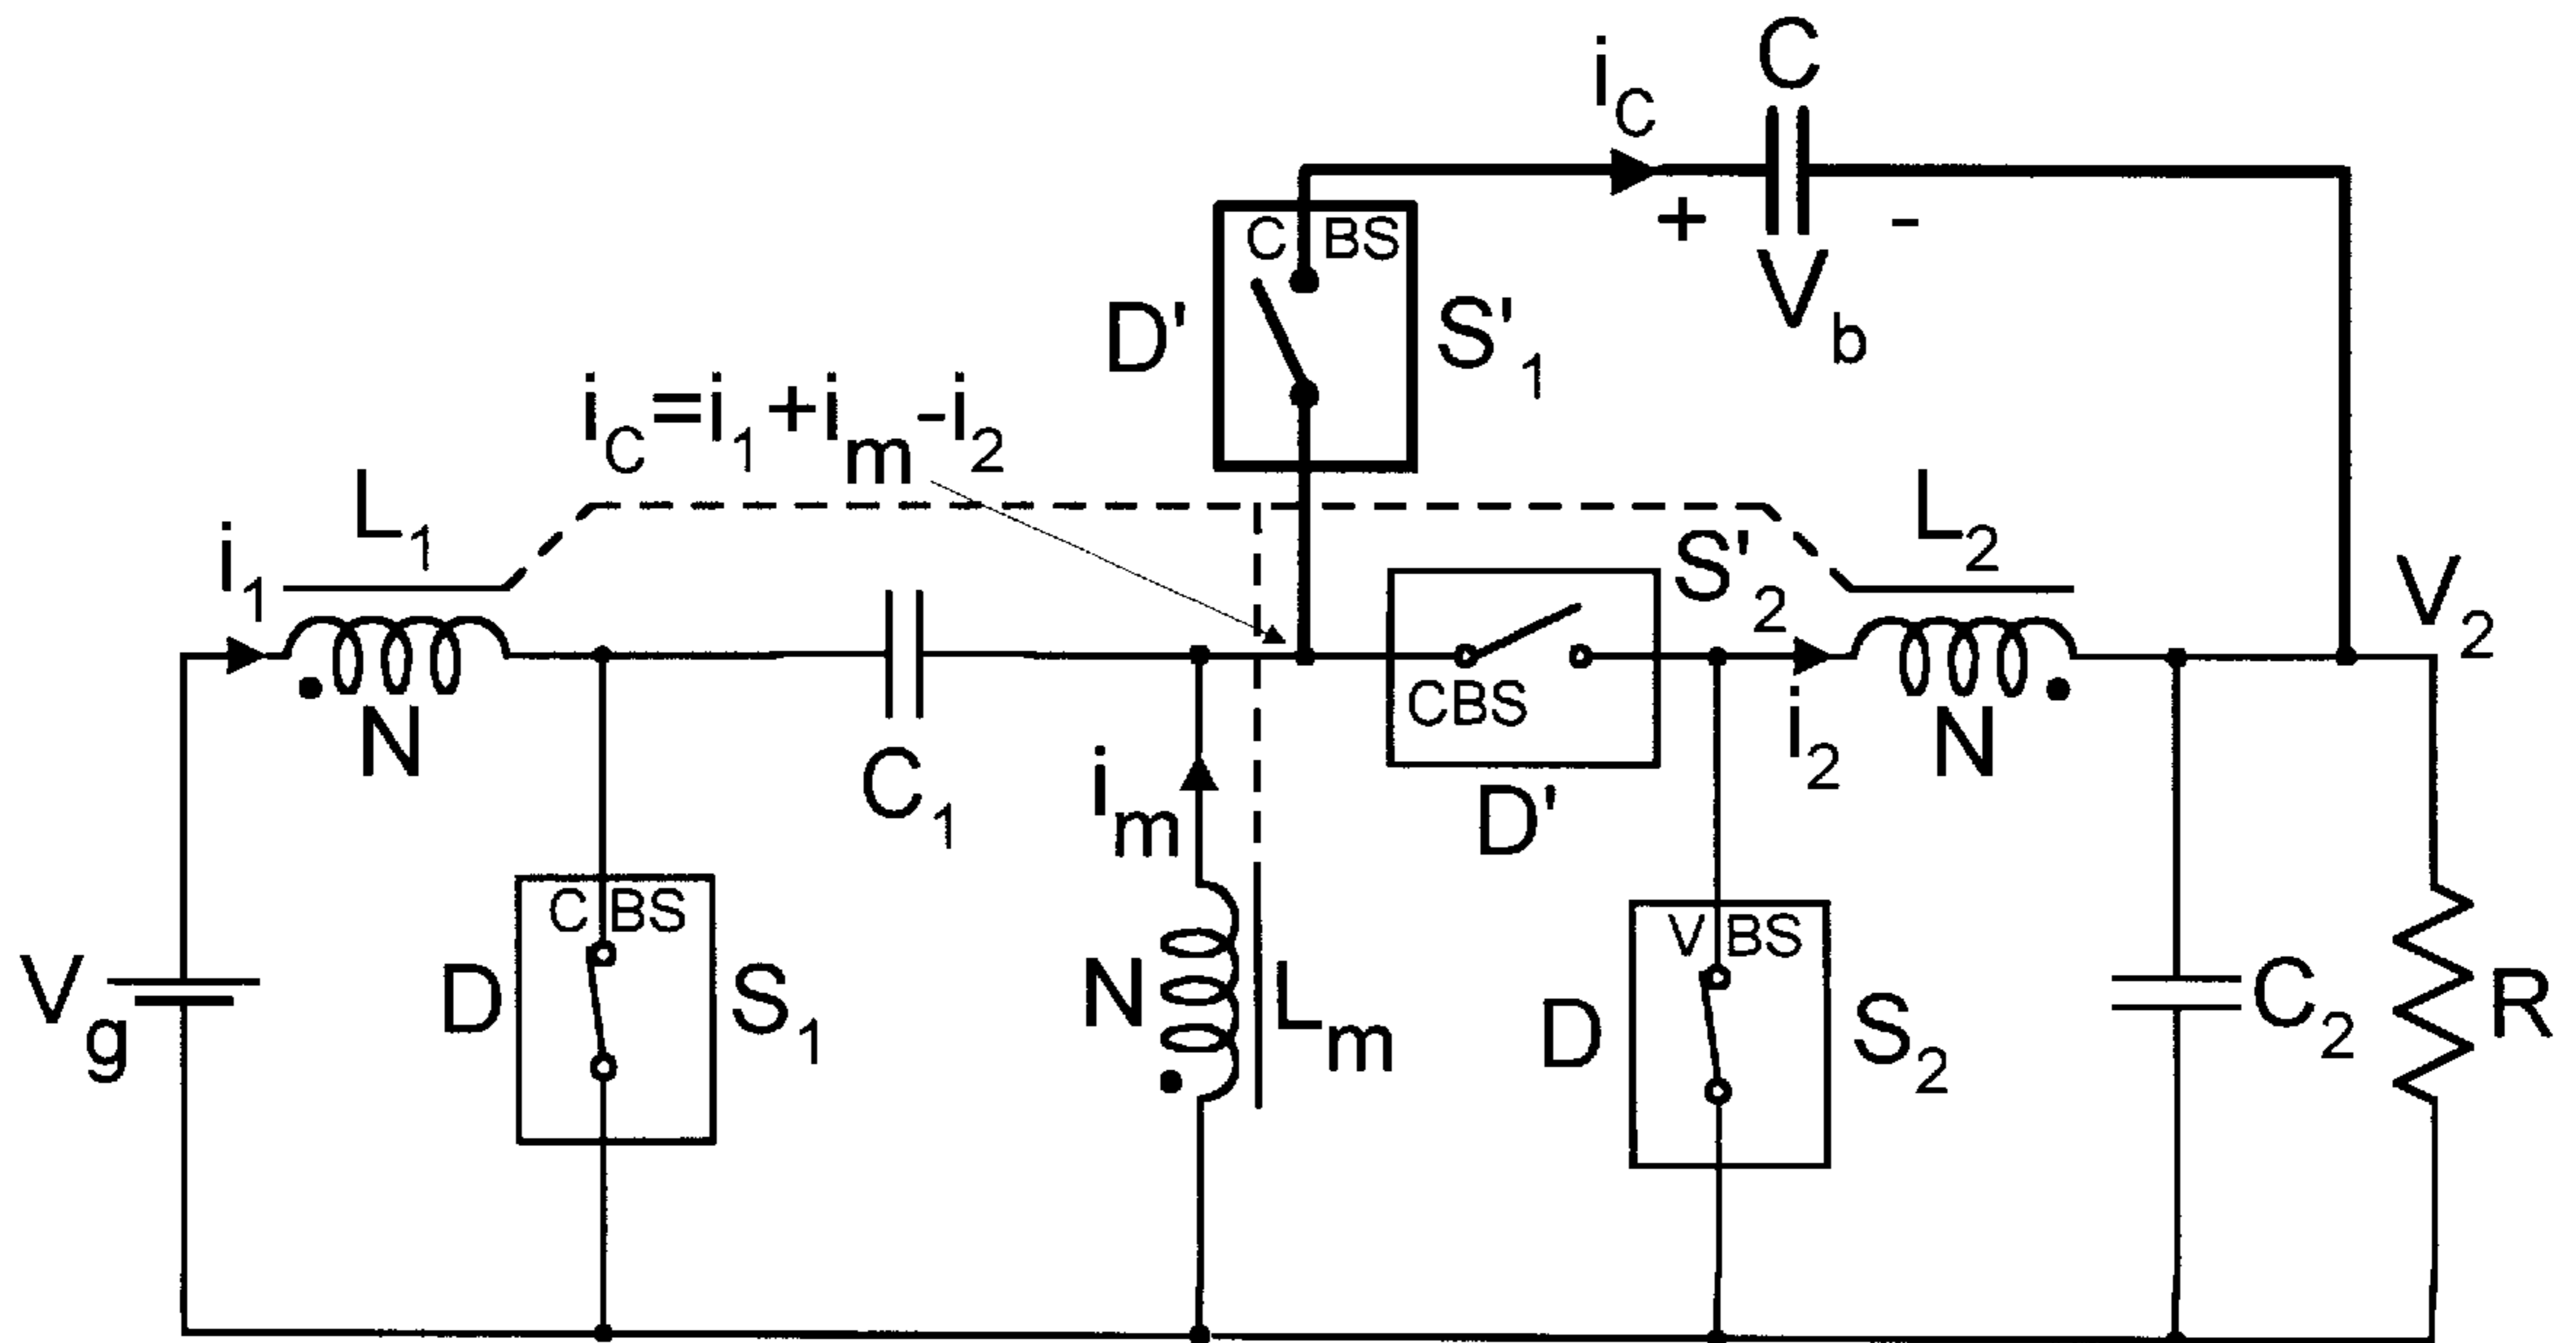 C
i_C
+ -
V_b
C BS
D' S'_1
i_C=i_1+i_m-i_2
L_1
L_2
S'_2
i_1
V_2
N
CBS
i_2
N
C_1
D'
i_m
C BS
V BS
V_g
D S_1
N L_m
D S_2
C_2
R